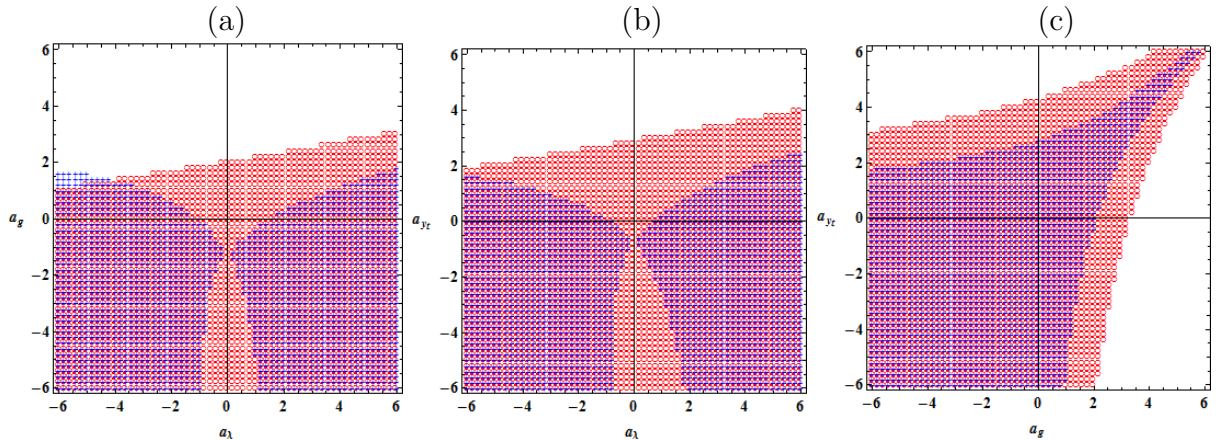 (a) (b) (c)
6 6 6
4 4 4
2 2 2
a_g 0 a_{y_t} 0 a_{y_t} 0
−2 −2 −2
−4 −4 −4
−6 −6 −6
−6 −4 −2 0 2 4 6 −6 −4 −2 0 2 4 6 −6 −4 −2 0 2 4 6
a_λ a_λ a_g